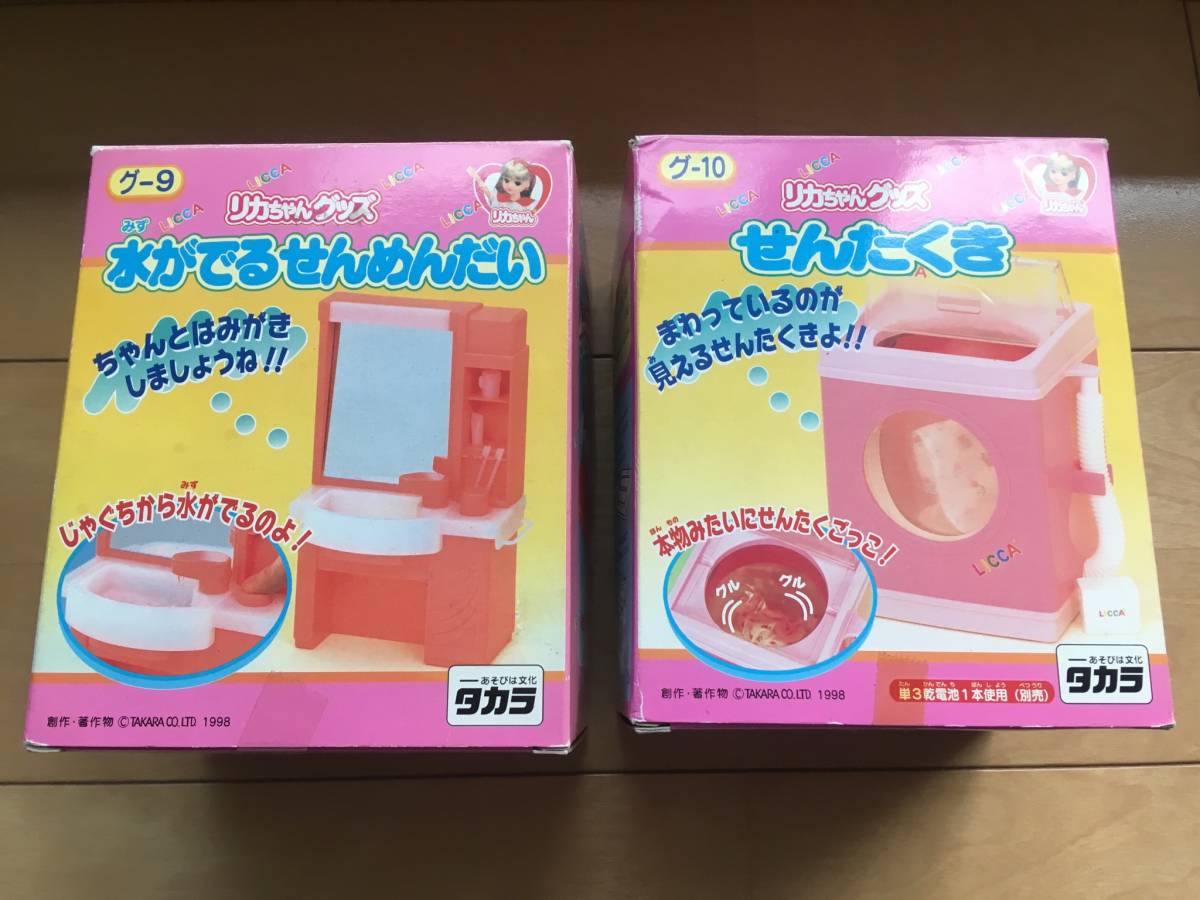 グ-9
LICCA
LICCA
LICCA
LICCA
リカちゃんグッズ
リカちゃん
みず
水がでるせんめんだい
ちゃんとはみがき
しましょうね!!
みず
じゃぐちから水がでるのよ!
創作・著作物 ©TAKARA CO.LTD 1998
あそびは文化
タカラ
グ-10
LICCA
LICCA
LICCA
LICCA
リカちゃんグッズ
リカちゃん
せんたくき
まわっているのが
み
見えるせんたくきよ!!
ほん もの
本物みたいにせんたくごっこ!
グル
グル
LICCA
LICCA
創作・著作物 ©TAKARA CO.LTD 1998
たん かんでんち ほんしよう べつうり
単3乾電池1本使用(別売)
あそびは文化
タカラ